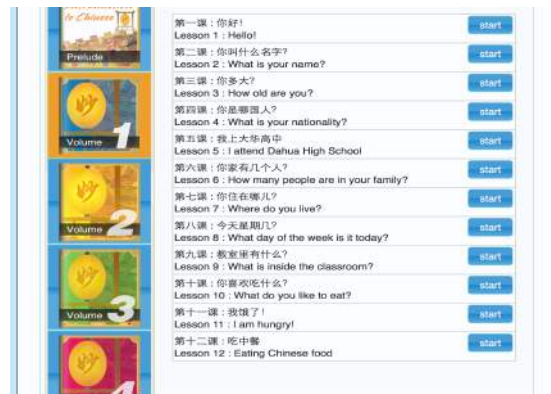 to Chinese
Prelude
妙
1
Volume
妙
2
Volume
妙
3
Volume
妙
4
第一课 : 你好!
Lesson 1 : Hello!
start
第二课 : 你叫什么名字?
Lesson 2 : What is your name?
start
第三课 : 你多大?
Lesson 3 : How old are you?
start
第四课 : 你是哪国人?
Lesson 4 : What is your nationality?
start
第五课 : 我上大华高中
Lesson 5 : I attend Dahua High School
start
第六课 : 你家有几个人?
Lesson 6 : How many people are in your family?
start
第七课 : 你住在哪儿?
Lesson 7 : Where do you live?
start
第八课 : 今天星期几?
Lesson 8 : What day of the week is it today?
start
第九课 : 教室里有什么?
Lesson 9 : What is inside the classroom?
start
第十课 : 你喜欢吃什么?
Lesson 10 : What do you like to eat?
start
第十一课 : 我饿了!
Lesson 11 : I am hungry!
start
第十二课 : 吃中餐
Lesson 12 : Eating Chinese food
start